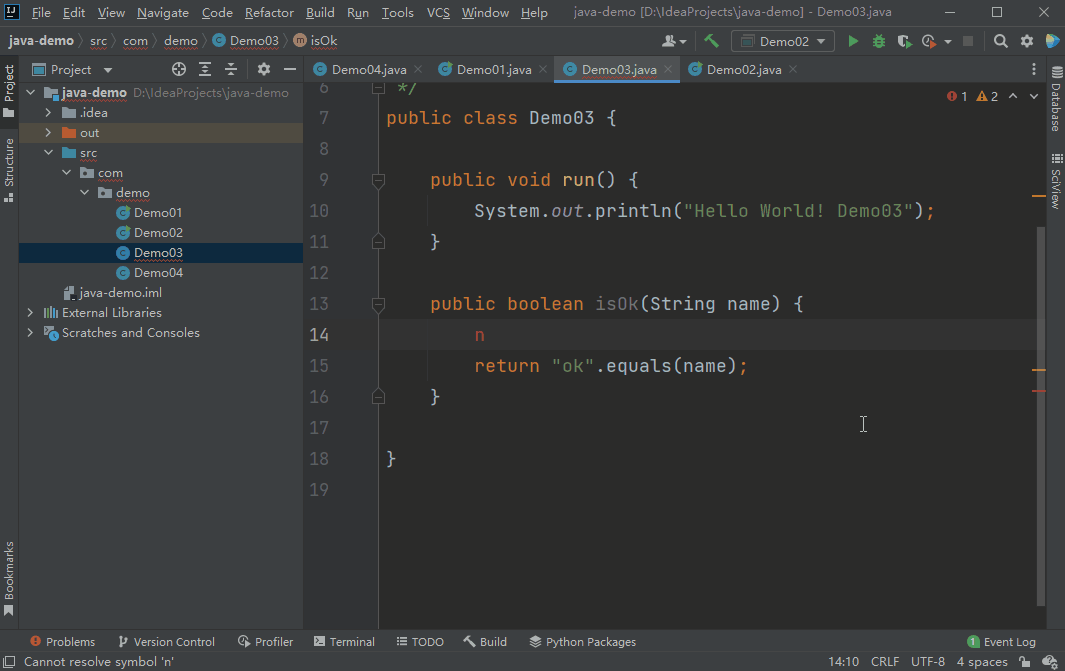 File Edit View Navigate Code Refactor Build Run Tools VCS Window Help java-demo [D:\IdeaProjects\java-demo] - Demo03.java
java-demo src com demo Demo03 isOk Demo02
Project
Demo04.java Demo01.java Demo03.java Demo02.java
java-demo D:\IdeaProjects\java-demo
.idea
out
src
com
demo
Demo01
Demo02
Demo03
Demo04
java-demo.iml
External Libraries
Scratches and Consoles
Project
Structure
Bookmarks
1 2
6 */
7 public class Demo03 {
8
9 public void run() {
10 System.out.println("Hello World! Demo03");
11 }
12
13 public boolean isOk(String name) {
14 n
15 return "ok".equals(name);
16 }
17
18 }
19
Database
SciView
Problems Version Control Profiler Terminal TODO Build Python Packages 1 Event Log
Cannot resolve symbol 'n' 14:10 CRLF UTF-8 4 spaces